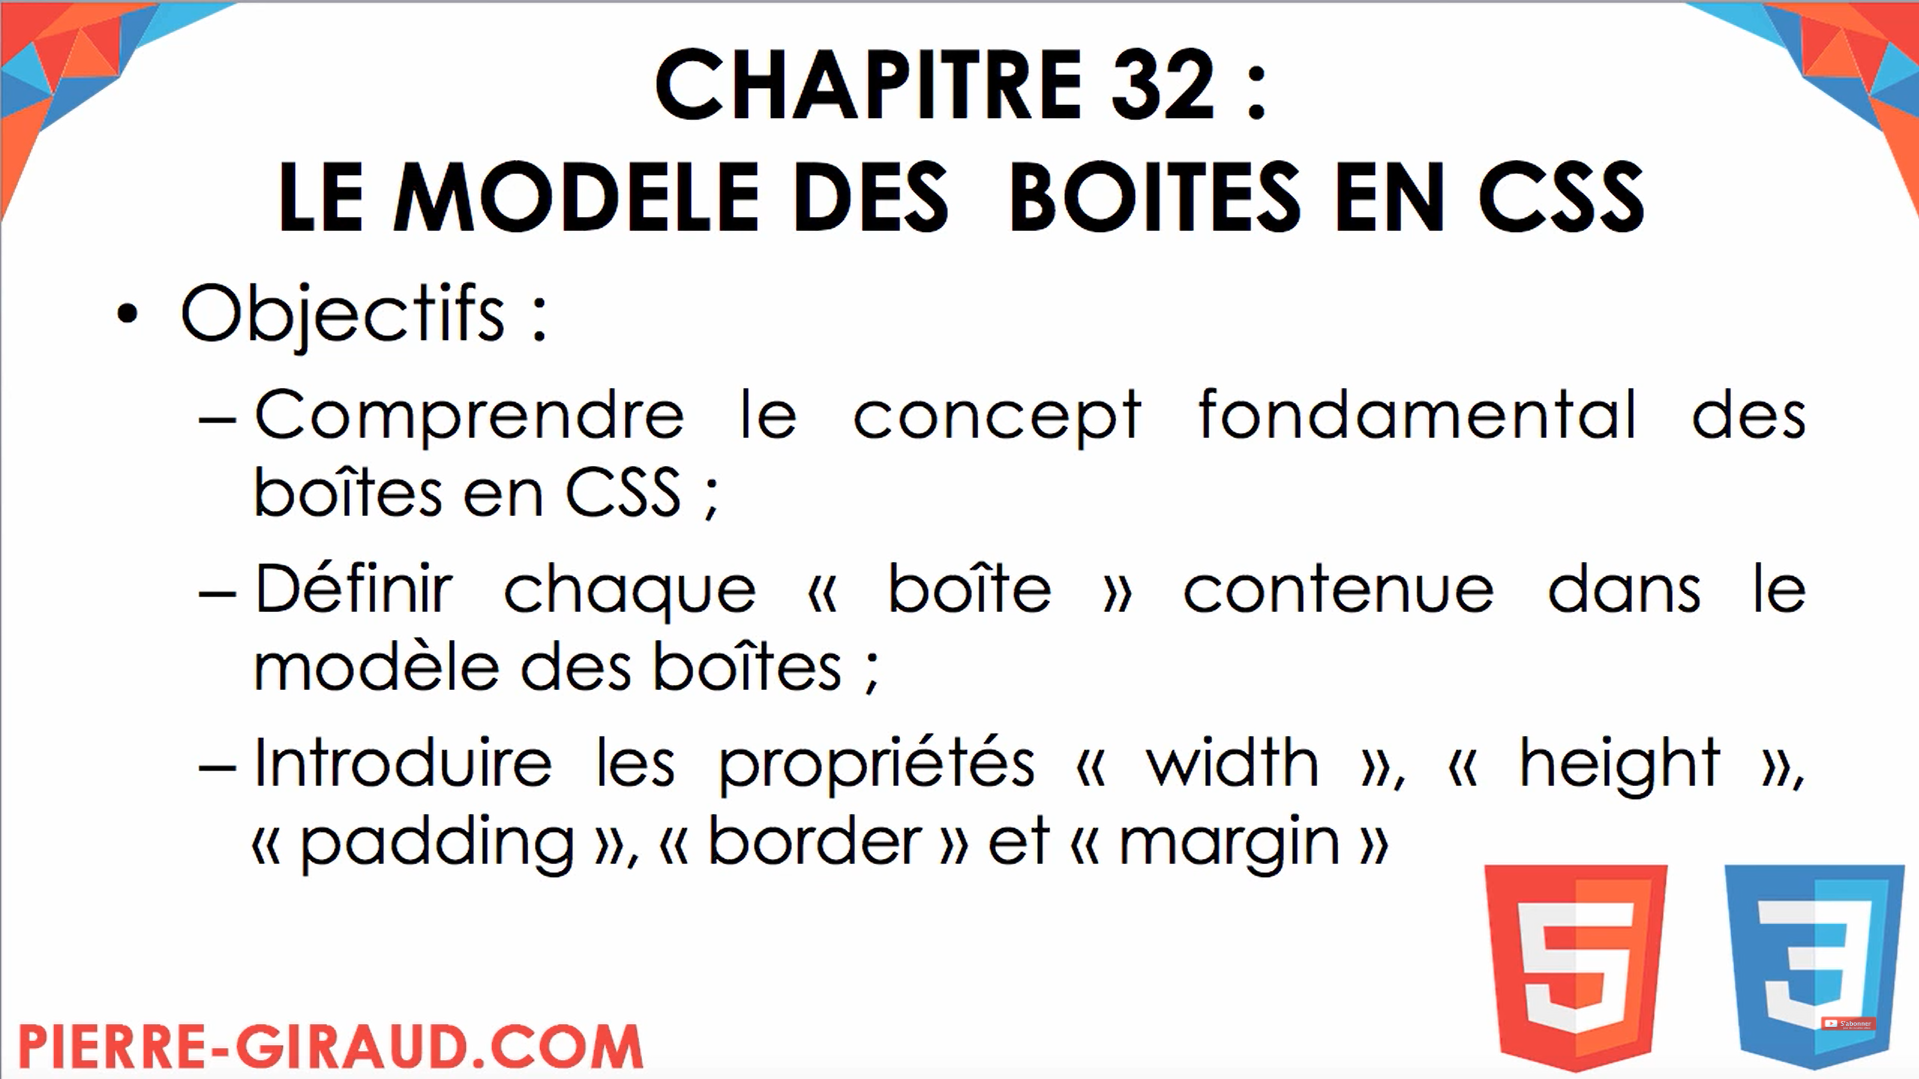 CHAPITRE 32 :
LE MODELE DES  BOITES EN CSS
• Objectifs :
– Comprendre le concept fondamental des
boîtes en CSS ;
– Définir chaque « boîte » contenue dans le
modèle des boîtes ;
– Introduire les propriétés « width », « height »,
« padding », « border » et « margin »
PIERRE-GIRAUD.COM
S'abonner